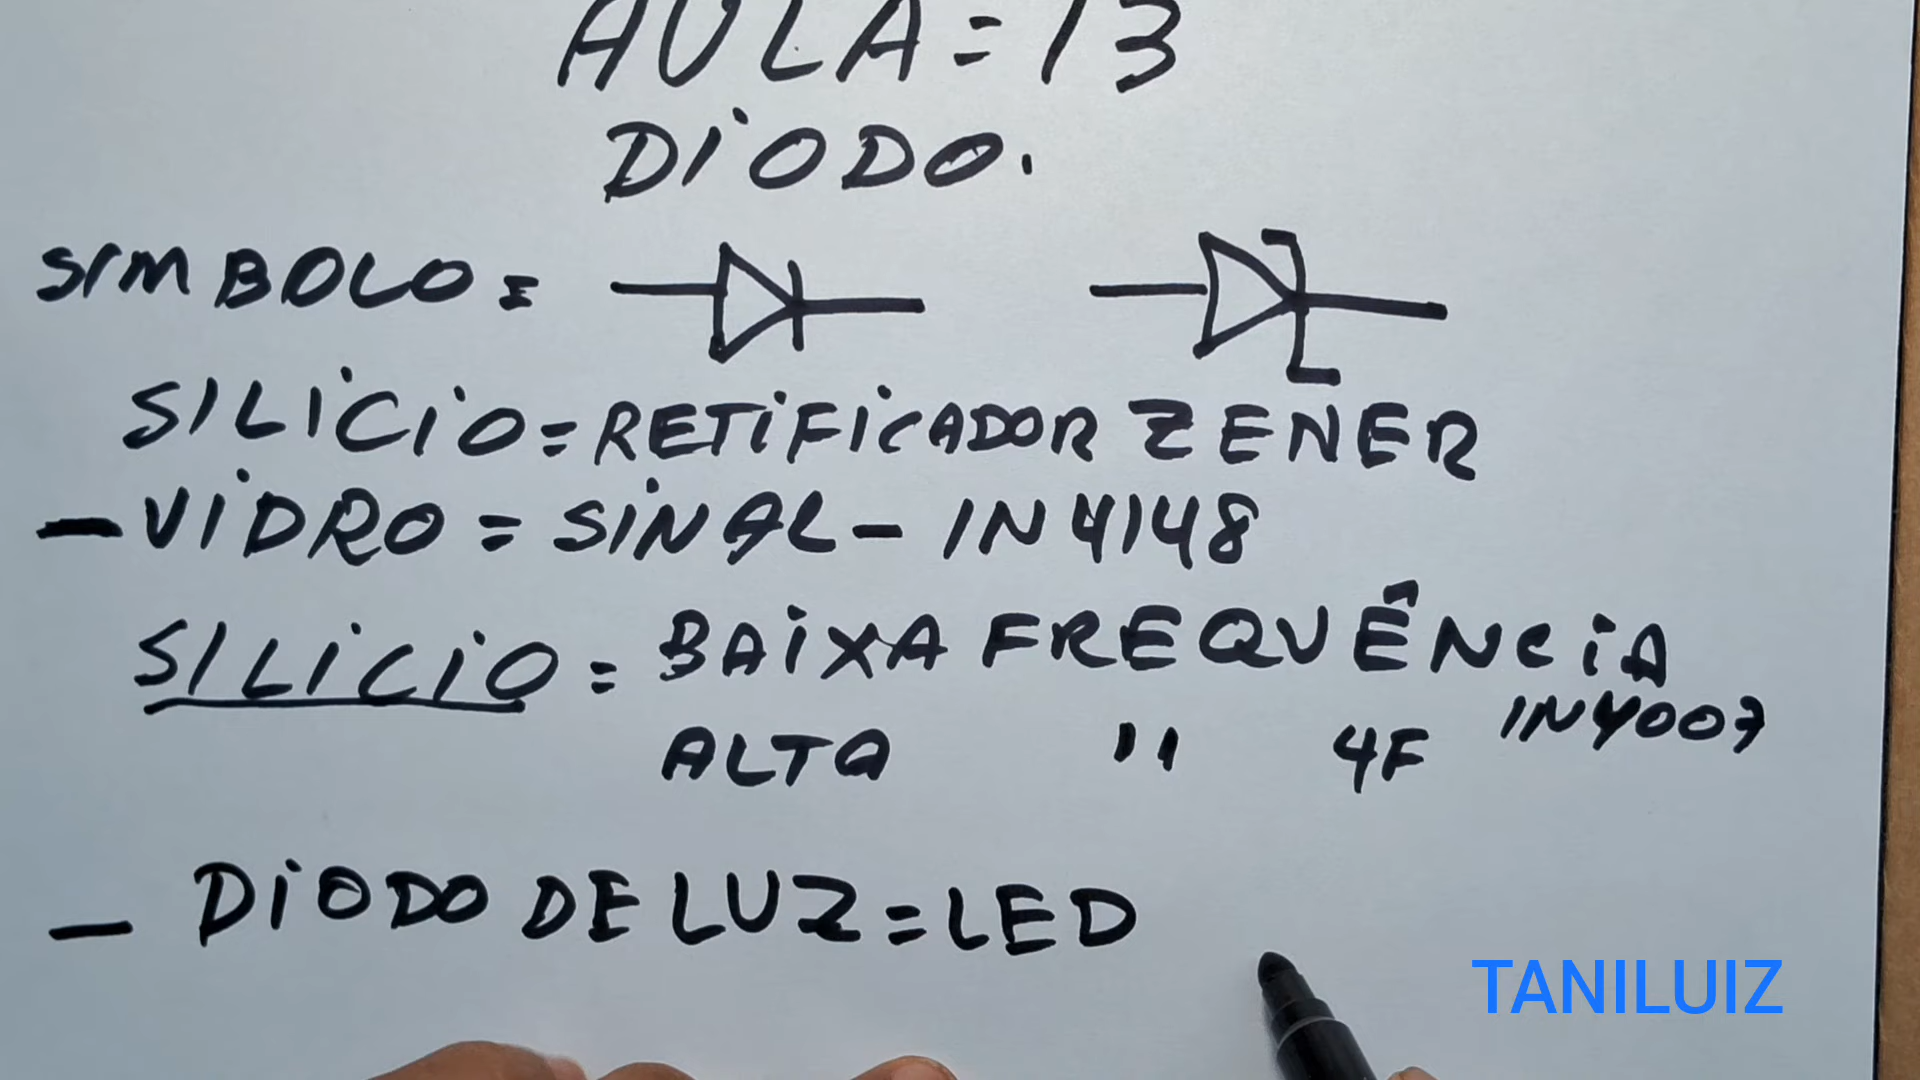 AULA = 13
DIODO.
SIMBOLO =
SILICIO = RETIFICADOR ZENER
- VIDRO = SINAL - IN4148
SILICIO = BAIXA FREQUÊNCIA
IN4007
ALTA " 4F
- DIODO DE LUZ = LED
TANILUIZ